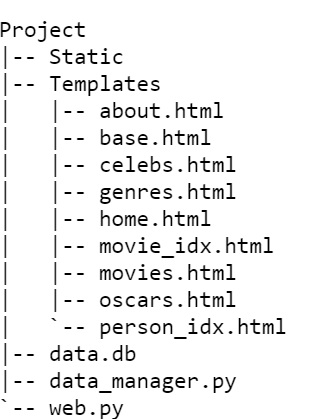 Project
|-- Static
|-- Templates
|   |-- about.html
|   |-- base.html
|   |-- celebs.html
|   |-- genres.html
|   |-- home.html
|   |-- movie_idx.html
|   |-- movies.html
|   |-- oscars.html
|   `-- person_idx.html
|-- data.db
|-- data_manager.py
`-- web.py